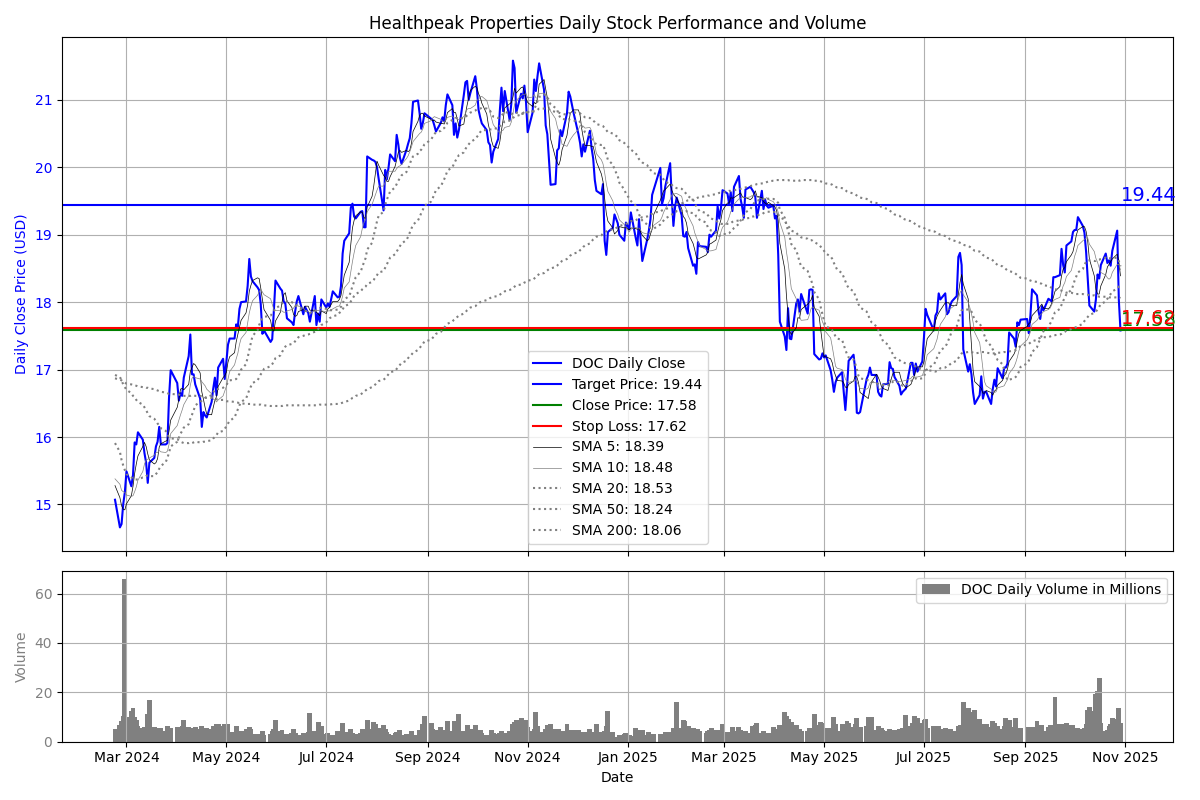 Healthpeak Properties Daily Stock Performance and Volume
Daily Close Price (USD)
21
20
19
18
17
16
15
19.44
17.62
17.58
DOC Daily Close
Target Price: 19.44
Close Price: 17.58
Stop Loss: 17.62
SMA 5: 18.39
SMA 10: 18.48
SMA 20: 18.53
SMA 50: 18.24
SMA 200: 18.06
Volume
60
40
20
0
DOC Daily Volume in Millions
Mar 2024 May 2024 Jul 2024 Sep 2024 Nov 2024 Jan 2025 Mar 2025 May 2025 Jul 2025 Sep 2025 Nov 2025
Date